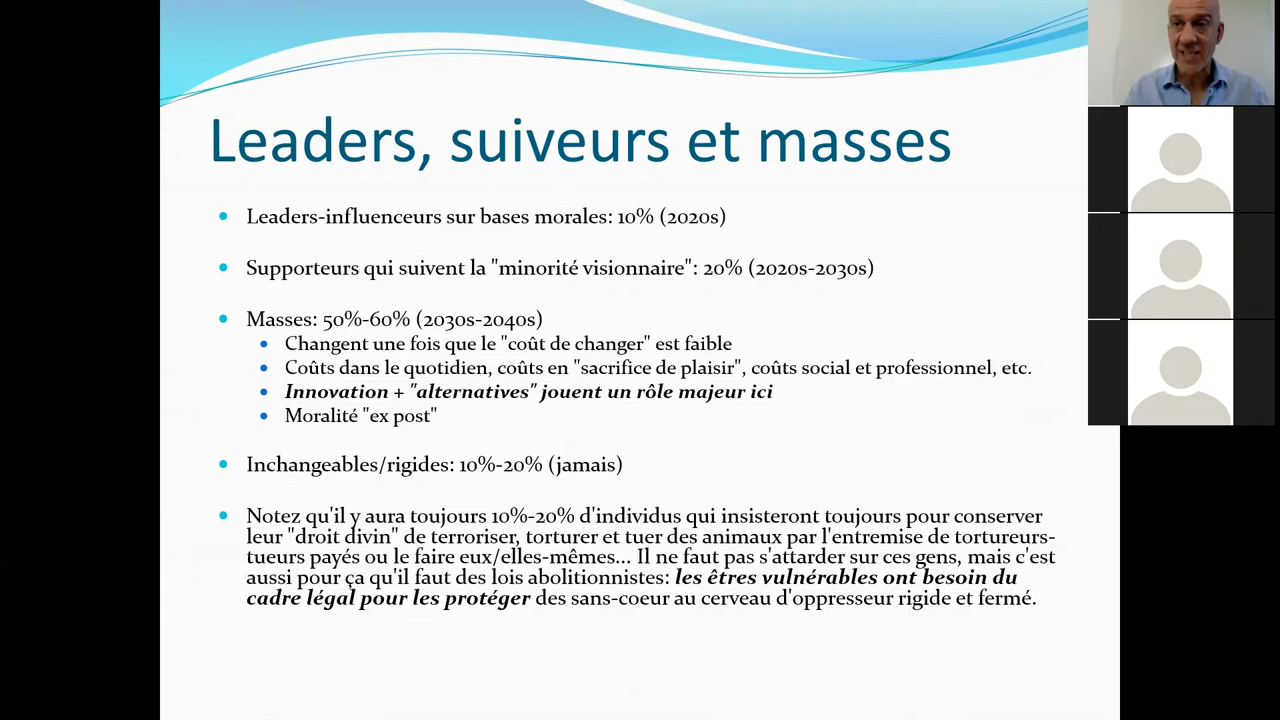 Leaders, suiveurs et masses
Leaders-influenceurs sur bases morales: 10% (2020s)
Supporteurs qui suivent la "minorité visionnaire": 20% (2020s-2030s)
Masses: 50%-60% (2030s-2040s)
Changent une fois que le "coût de changer" est faible
Coûts dans le quotidien, coûts en "sacrifice de plaisir", coûts social et professionnel, etc.
Innovation + "alternatives" jouent un rôle majeur ici
Moralité "ex post"
Inchangeables/rigides: 10%-20% (jamais)
Notez qu'il y aura toujours 10%-20% d'individus qui insisteront toujours pour conserver
leur "droit divin" de terroriser, torturer et tuer des animaux par l'entremise de tortureurs-
tueurs payés ou le faire eux/elles-mêmes... Il ne faut pas s'attarder sur ces gens, mais c'est
aussi pour ça qu'il faut des lois abolitionnistes: les êtres vulnérables ont besoin du
cadre légal pour les protéger des sans-coeur au cerveau d'oppresseur rigide et fermé.